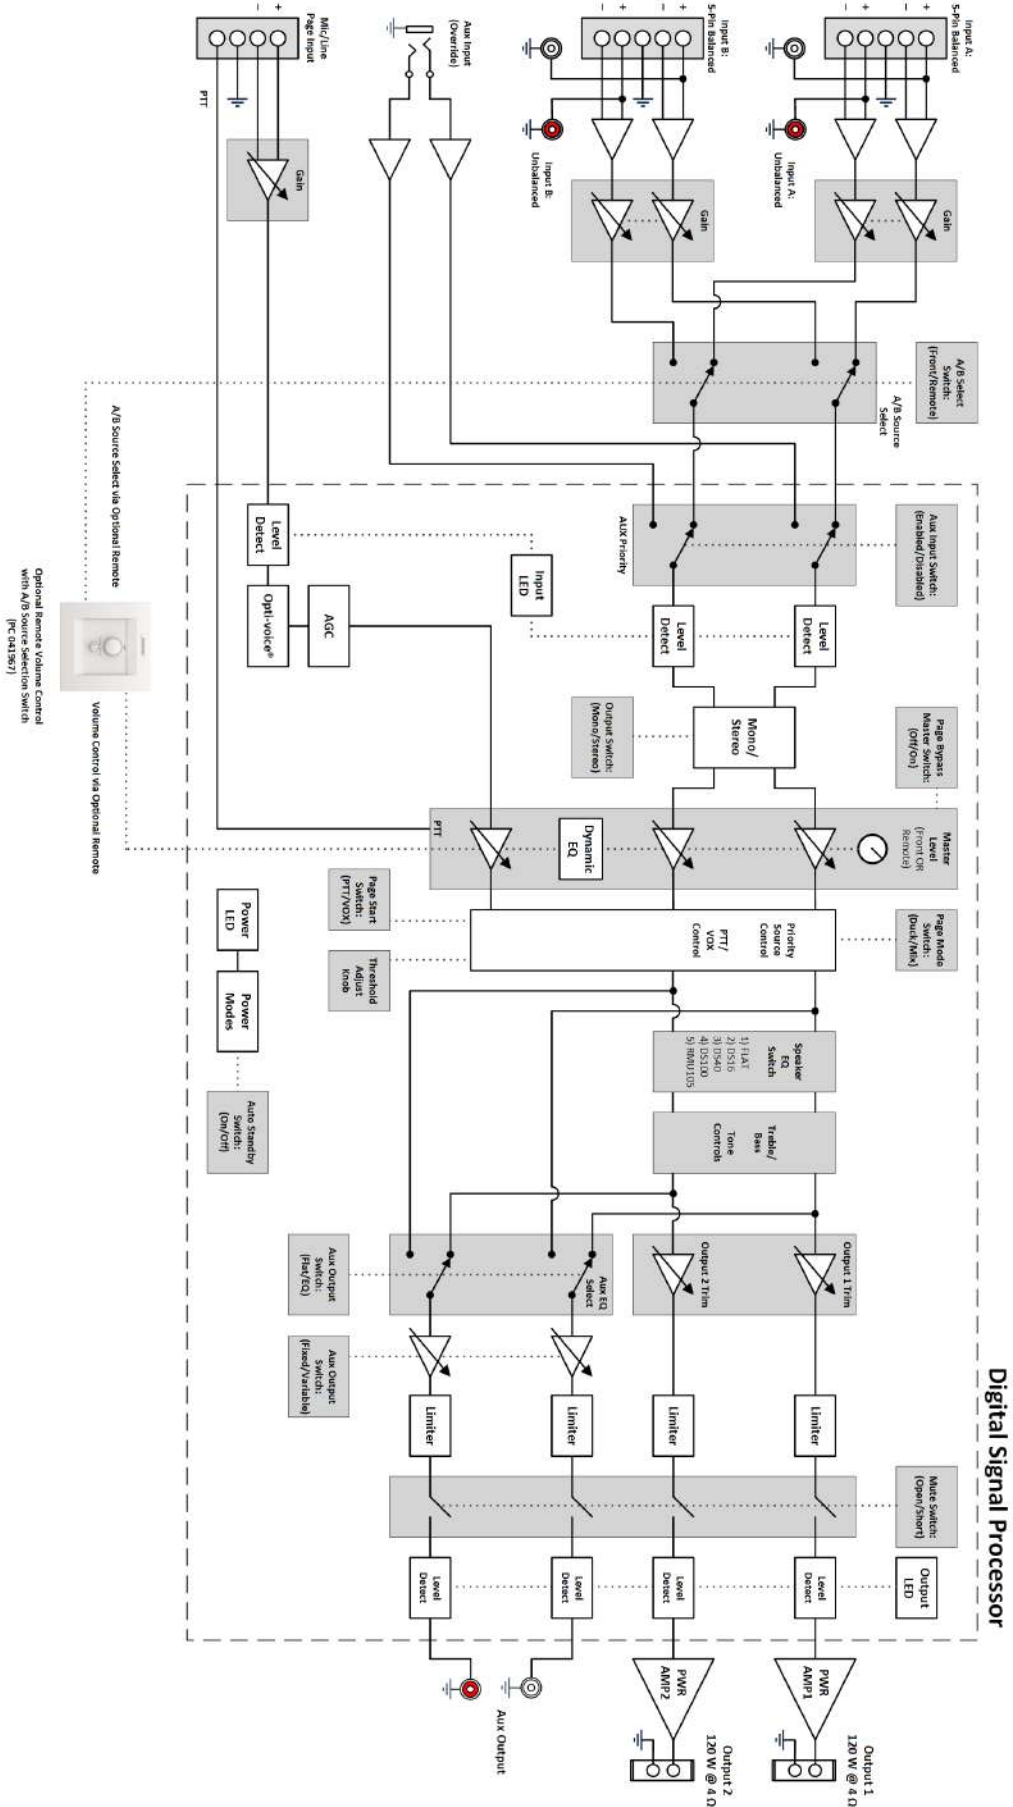 Digital Signal Processor
Input A:
5-Pin Balanced
+
−
+
−
Input A:
Unbalanced
Gain
Input B:
5-Pin Balanced
+
−
+
−
Input B:
Unbalanced
Gain
Aux Input
(Override)
Mic/Line
Page Input
+
−
PTT
Gain
A/B Select
Switch:
(Front/Remote)
A/B Source
Select
Aux Input Switch:
(Enabled/Disabled)
AUX Priority
Level
Detect
Level
Detect
Input
LED
Level
Detect
Opti-voice®
AGC
Mono/
Stereo
Output Switch:
(Mono/Stereo)
Page Bypass
Master Switch:
(Off/On)
Master
Level
(Front OR
Remote)
Dynamic
EQ
PTT
Page Mode
Switch:
(Duck/Mix)
Priority
Source
Control
PTT/
VOX
Control
Page Start
Switch:
(PTT/VOX)
Threshold
Adjust
Knob
Power
LED
Power
Modes
Auto Standby
Switch:
(On/Off)
Speaker
EQ
Switch
1) FLAT
2) DS16
3) DS40
4) DS100
5) RMU105
Treble/
Bass
Tone
Controls
Output 1 Trim
Output 2 Trim
Aux EQ
Select
Aux Output
Switch:
(Flat/EQ)
Aux Output
Switch:
(Fixed/Variable)
Limiter
Limiter
Limiter
Limiter
Mute Switch:
(Open/Short)
Output
LED
Level
Detect
Level
Detect
Level
Detect
Level
Detect
PWR
AMP1
PWR
AMP2
Output 1
120 W @ 4 Ω
Output 2
120 W @ 4 Ω
Aux Output
A/B Source Select via Optional Remote
Volume Control via Optional Remote
Optional Remote Volume Control
with A/B Source Selection Switch
(PC 041967)